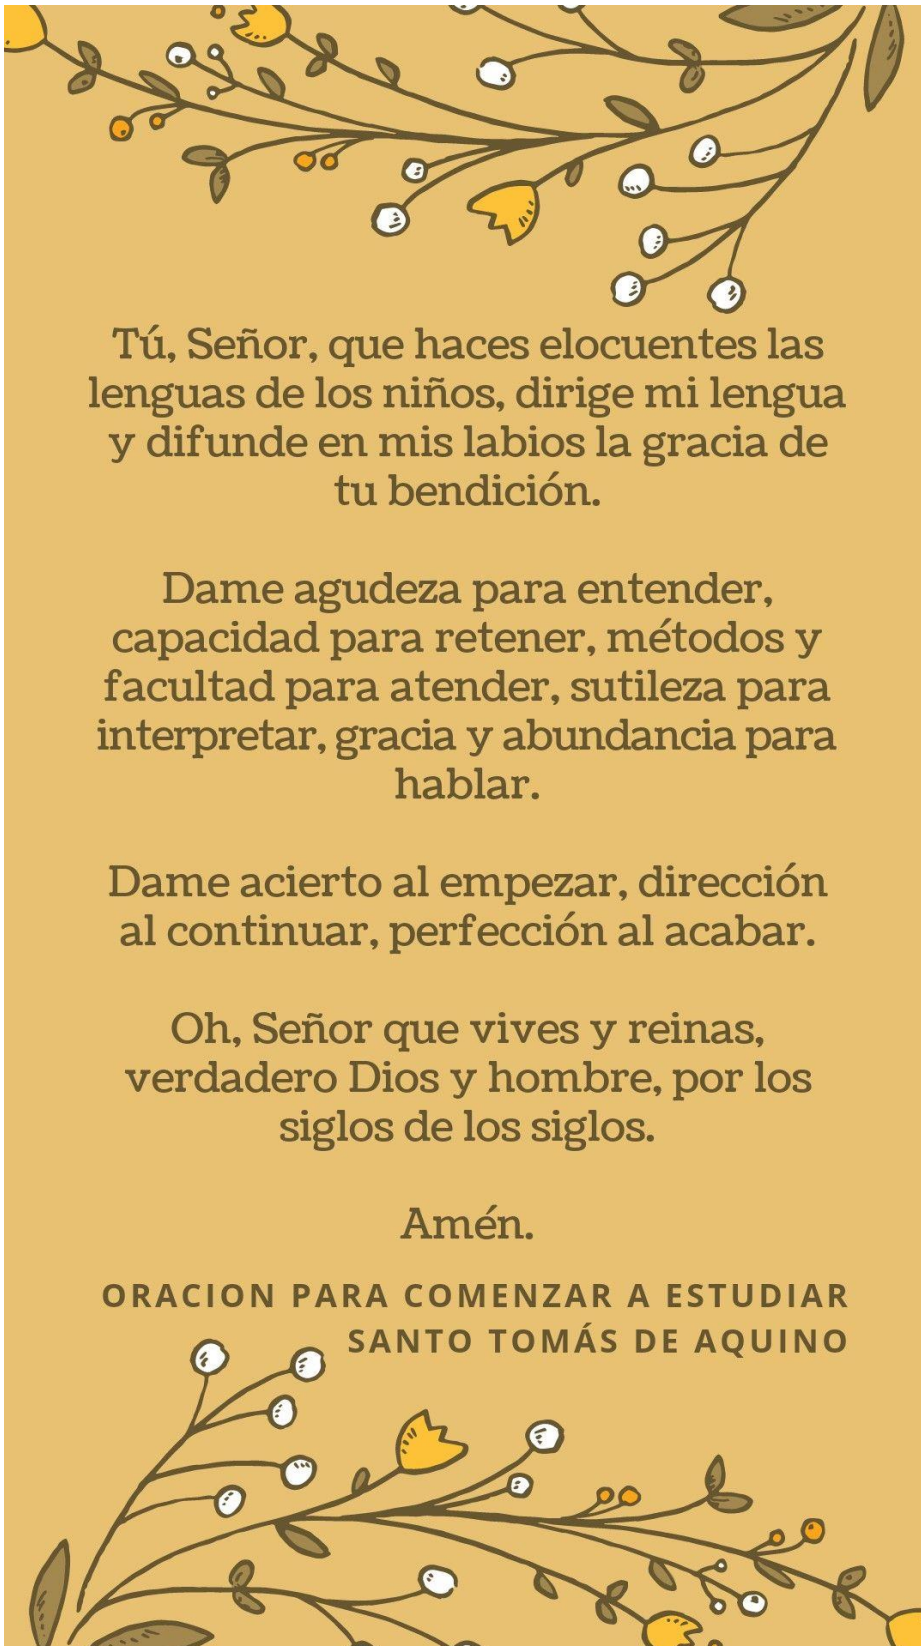 Tú, Señor, que haces elocuentes las
lenguas de los niños, dirige mi lengua
y difunde en mis labios la gracia de
tu bendición.
Dame agudeza para entender,
capacidad para retener, métodos y
facultad para atender, sutileza para
interpretar, gracia y abundancia para
hablar.
Dame acierto al empezar, dirección
al continuar, perfección al acabar.
Oh, Señor que vives y reinas,
verdadero Dios y hombre, por los
siglos de los siglos.
Amén.
ORACION PARA COMENZAR A ESTUDIAR
SANTO TOMÁS DE AQUINO